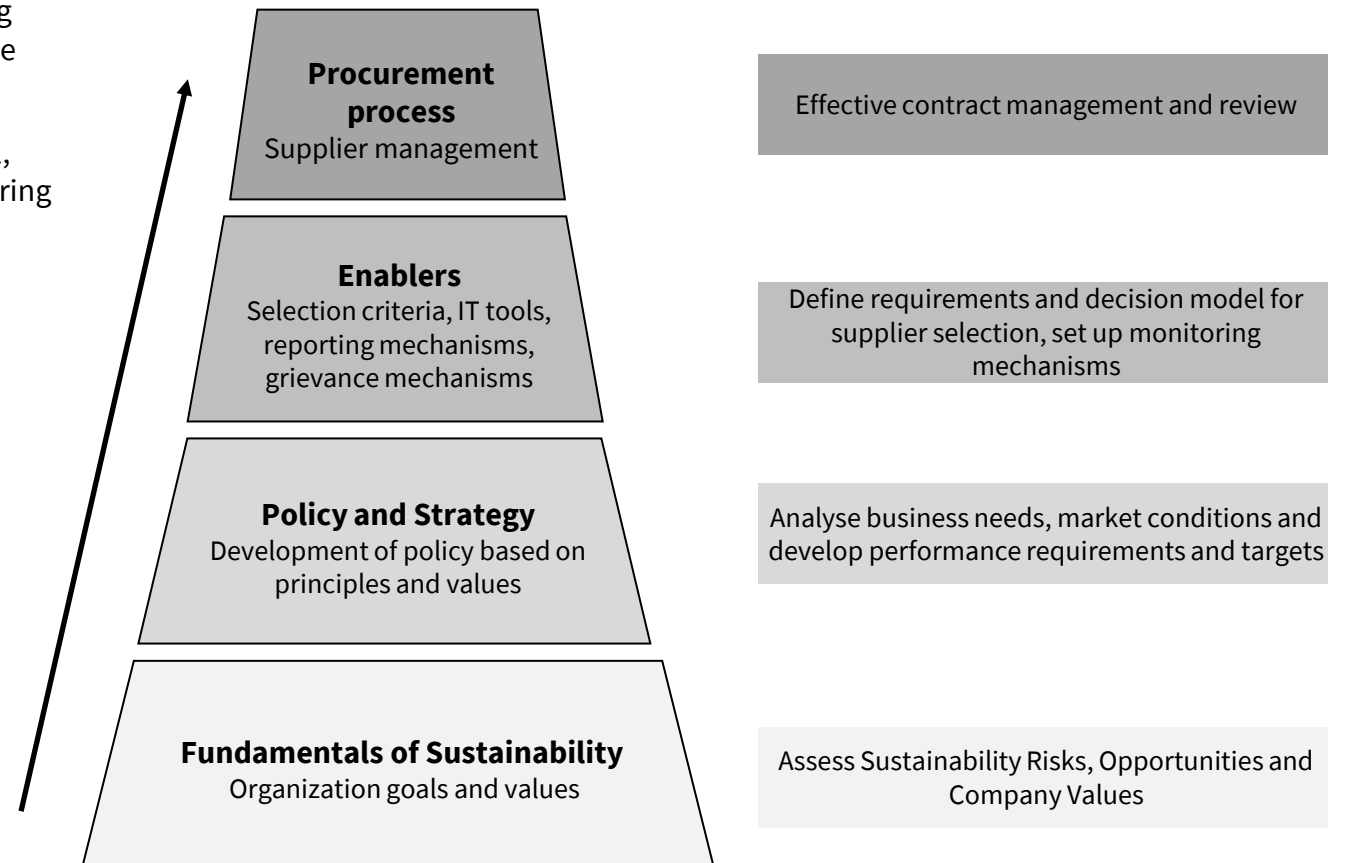 Procurement
process
Supplier management
Effective contract management and review
Enablers
Selection criteria, IT tools,
reporting mechanisms,
grievance mechanisms
Define requirements and decision model for
supplier selection, set up monitoring
mechanisms
Policy and Strategy
Development of policy based on
principles and values
Analyse business needs, market conditions and
develop performance requirements and targets
Fundamentals of Sustainability
Organization goals and values
Assess Sustainability Risks, Opportunities and
Company Values